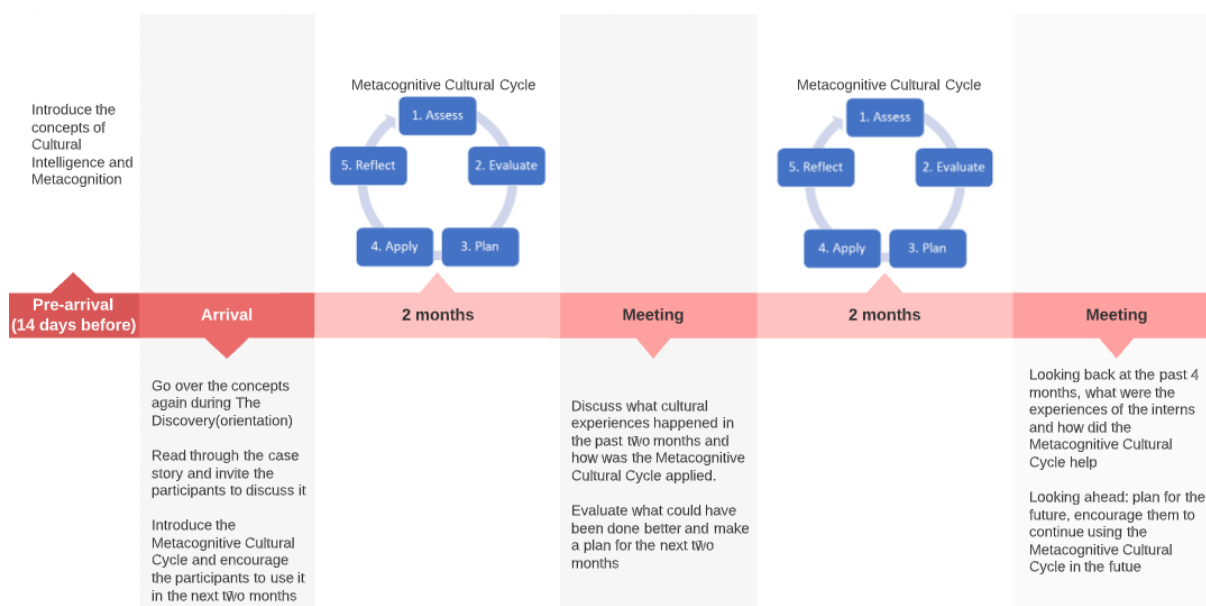 Introduce the
concepts of
Cultural
Intelligence and
Metacognition
Metacognitive Cultural Cycle
1. Assess
2. Evaluate
3. Plan
4. Apply
5. Reflect
Metacognitive Cultural Cycle
1. Assess
2. Evaluate
3. Plan
4. Apply
5. Reflect
Pre-arrival
(14 days before)
Arrival
2 months
Meeting
2 months
Meeting
Go over the concepts
again during The
Discovery(orientation)
Read through the case
story and invite the
participants to discuss it
Introduce the
Metacognitive Cultural
Cycle and encourage
the participants to use it
in the next two months
Discuss what cultural
experiences happened in
the past two months and
how was the Metacognitive
Cultural Cycle applied.
Evaluate what could have
been done better and make
a plan for the next two
months
Looking back at the past 4
months, what were the
experiences of the interns
and how did the
Metacognitive Cultural
Cycle help
Looking ahead: plan for the
future, encourage them to
continue using the
Metacognitive Cultural
Cycle in the futue